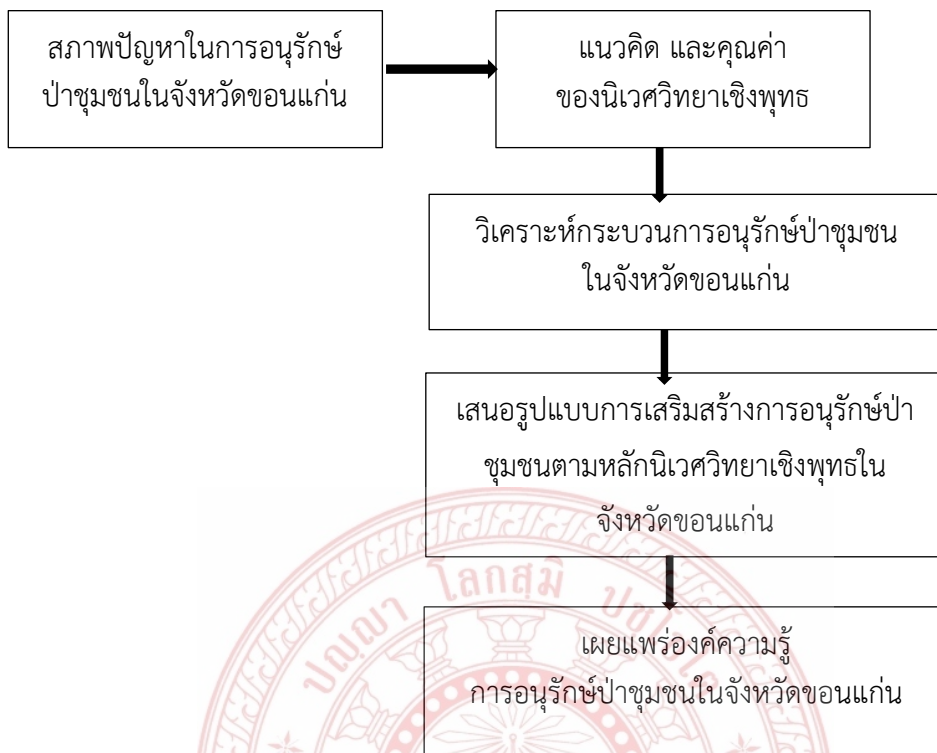 สภาพปัญหาในการอนุรักษ์
ป่าชุมชนในจังหวัดขอนแก่น
แนวคิด และคุณค่า
ของนิเวศวิทยาเชิงพุทธ
วิเคราะห์กระบวนการอนุรักษ์ป่าชุมชน
ในจังหวัดขอนแก่น
เสนอรูปแบบการเสริมสร้างการอนุรักษ์ป่า
ชุมชนตามหลักนิเวศวิทยาเชิงพุทธใน
จังหวัดขอนแก่น
ปญฺญา โลกสฺมิ
เผยแพร่องค์ความรู้
การอนุรักษ์ป่าชุมชนในจังหวัดขอนแก่น